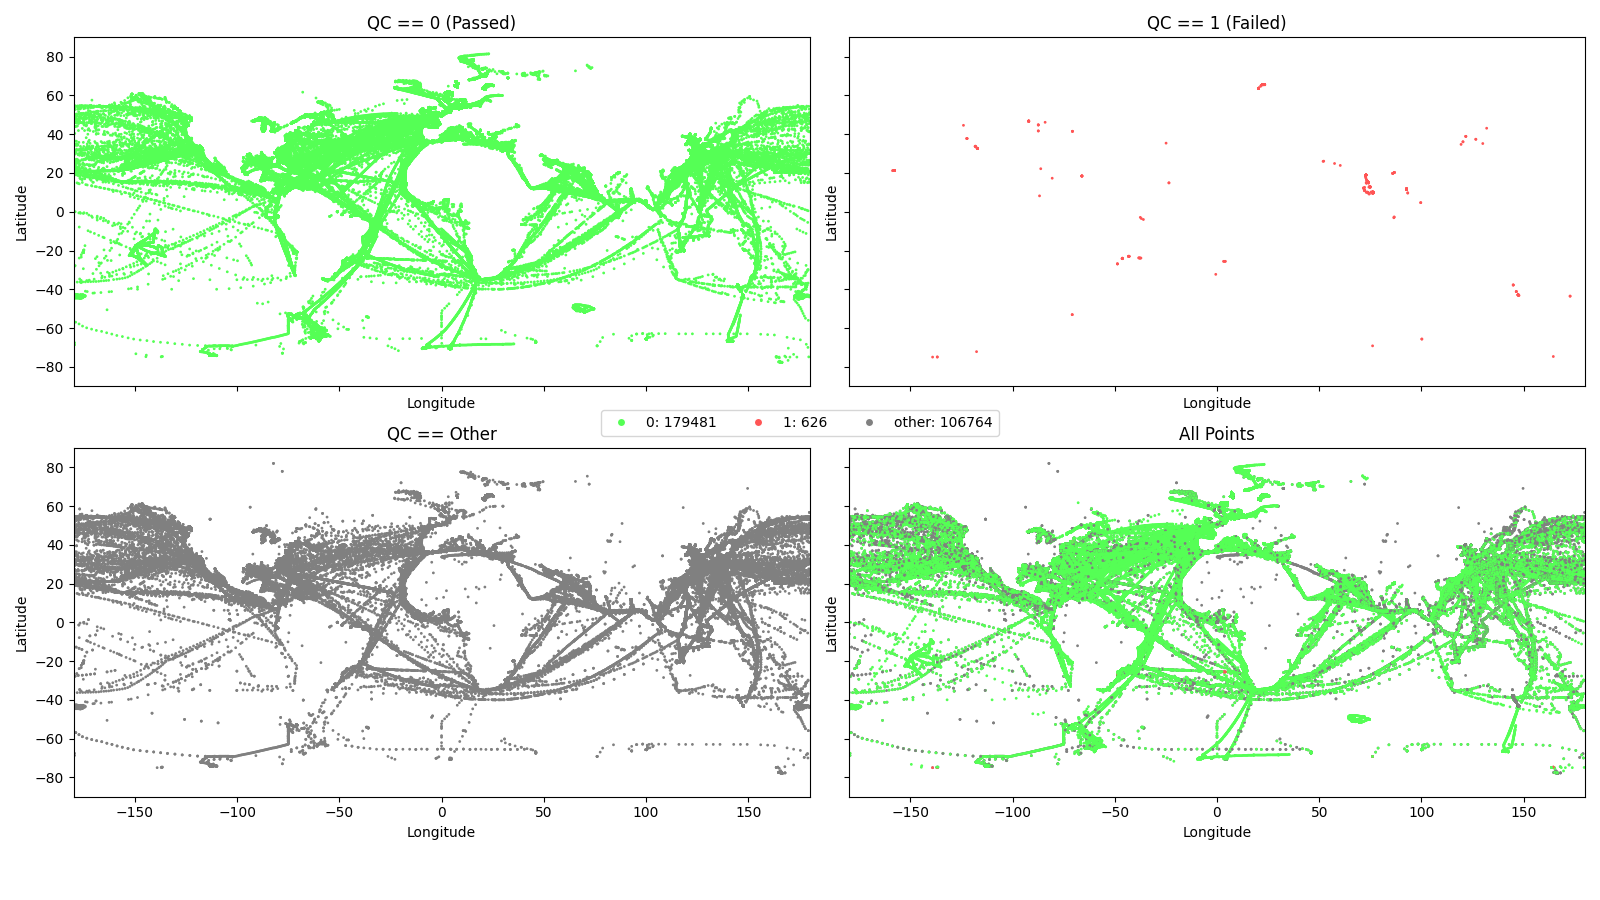 QC == 0 (Passed)
QC == 1 (Failed)
80
60
40
20
0
−20
−40
−60
−80
Latitude
Latitude
Longitude
Longitude
0: 179481
1: 626
other: 106764
QC == Other
All Points
80
60
40
20
0
−20
−40
−60
−80
Latitude
Latitude
−150
−100
−50
0
50
100
150
−150
−100
−50
0
50
100
150
Longitude
Longitude